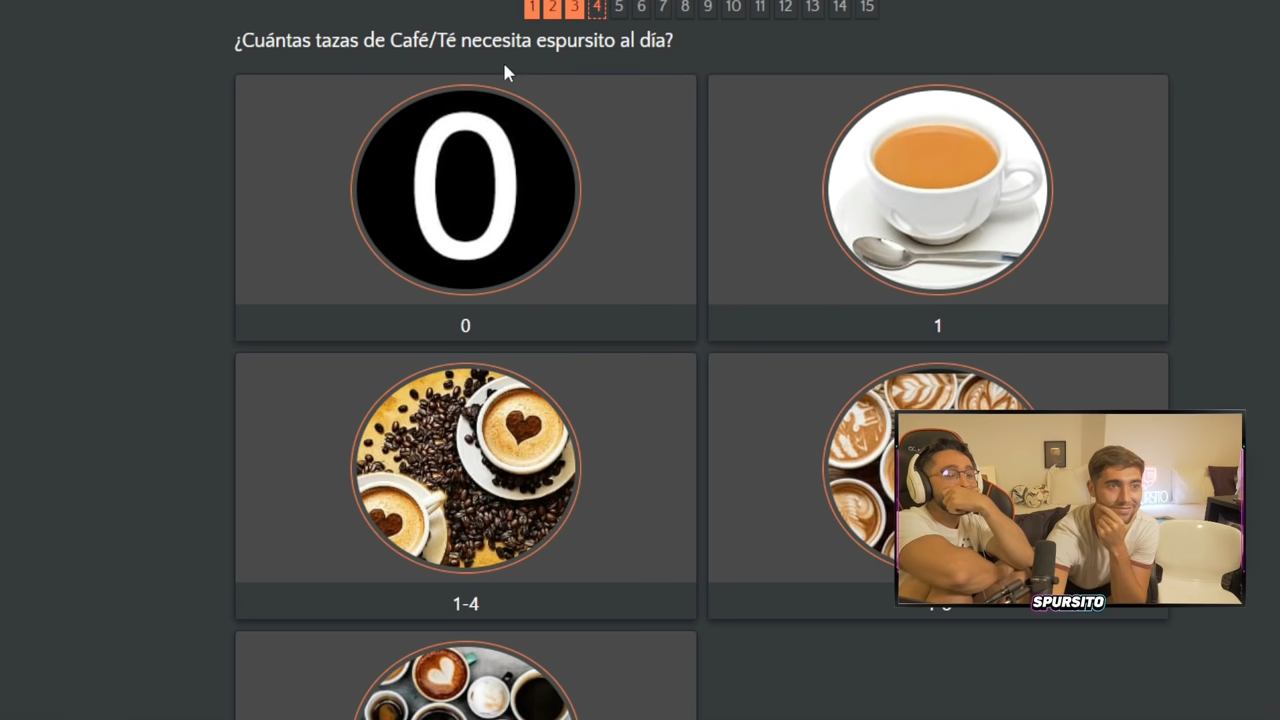 1 2 3 4 5 6 7 8 9 10 11 12 13 14 15
¿Cuántas tazas de Café/Té necesita espursito al día?
0
0
1
1-4
SPURSITO